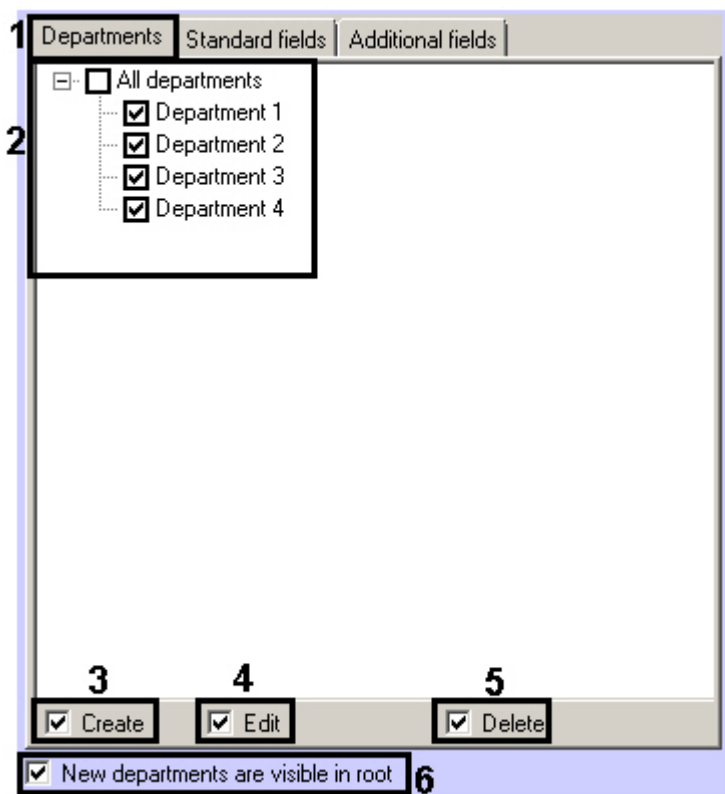 1 Departments Standard fields Additional fields
All departments
Department 1
2 Department 2
Department 3
Department 4
3 4 5
Create Edit Delete
New departments are visible in root 6